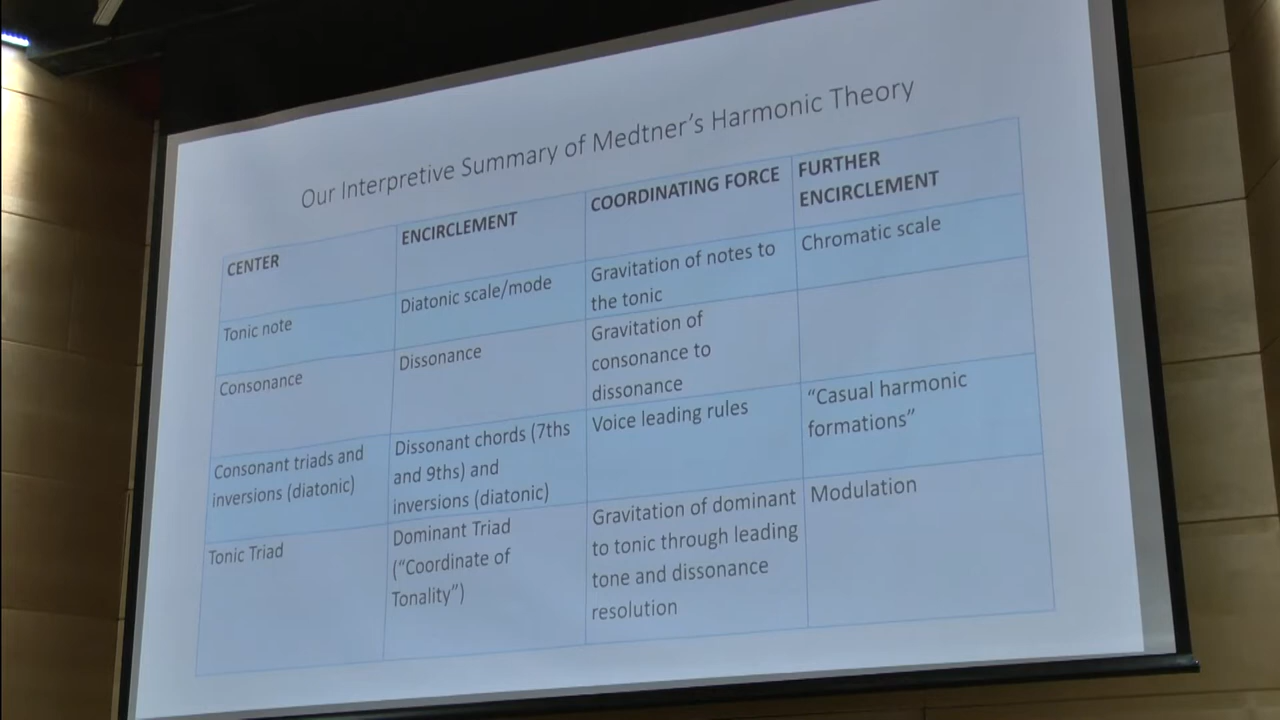 Our Interpretive Summary of Medtner's Harmonic Theory
CENTER
ENCIRCLEMENT
COORDINATING FORCE
FURTHER
ENCIRCLEMENT
Tonic note
Diatonic scale/mode
Gravitation of notes to
the tonic
Chromatic scale
Consonance
Dissonance
Gravitation of
consonance to
dissonance
Consonant triads and
inversions (diatonic)
Dissonant chords (7ths
and 9ths) and
inversions (diatonic)
Voice leading rules
“Casual harmonic
formations”
Tonic Triad
Dominant Triad
(“Coordinate of
Tonality”)
Gravitation of dominant
to tonic through leading
tone and dissonance
resolution
Modulation